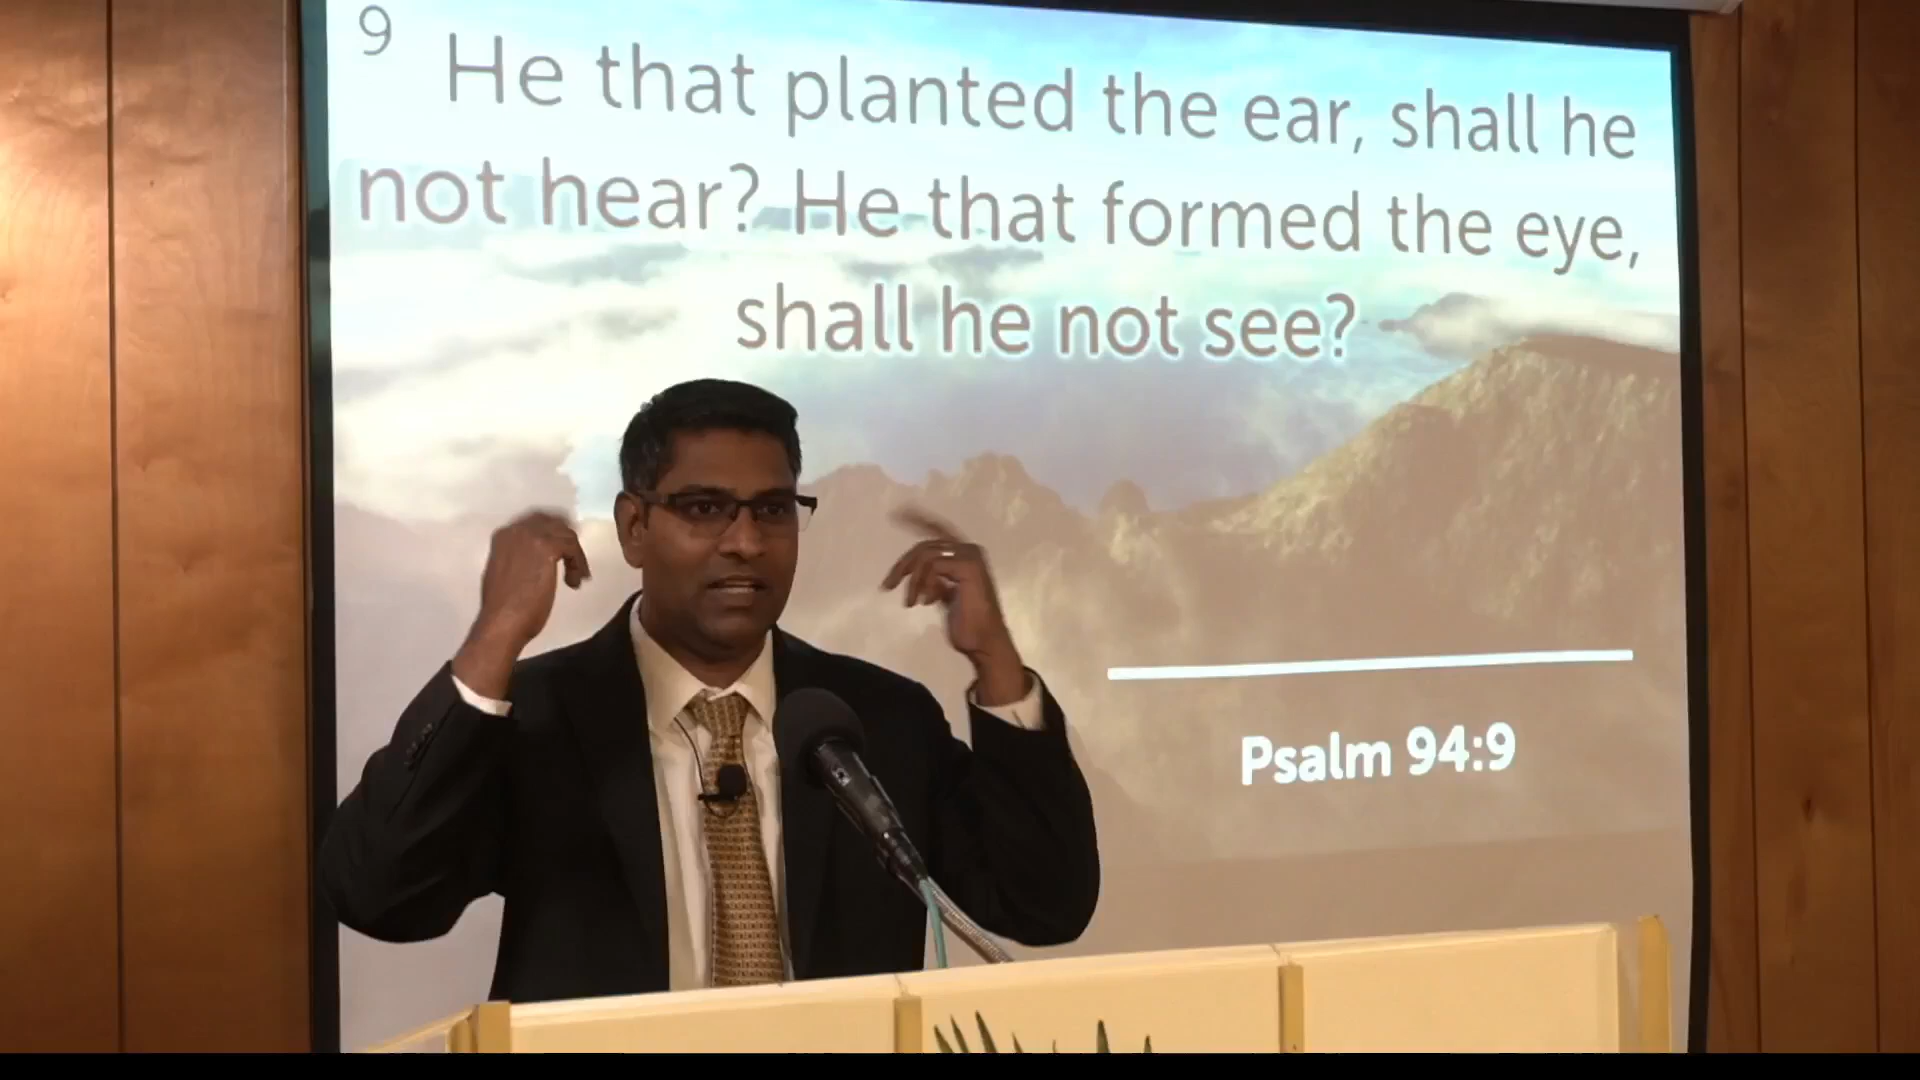 9 He that planted the ear, shall he
not hear? He that formed the eye,
shall he not see?
Psalm 94:9